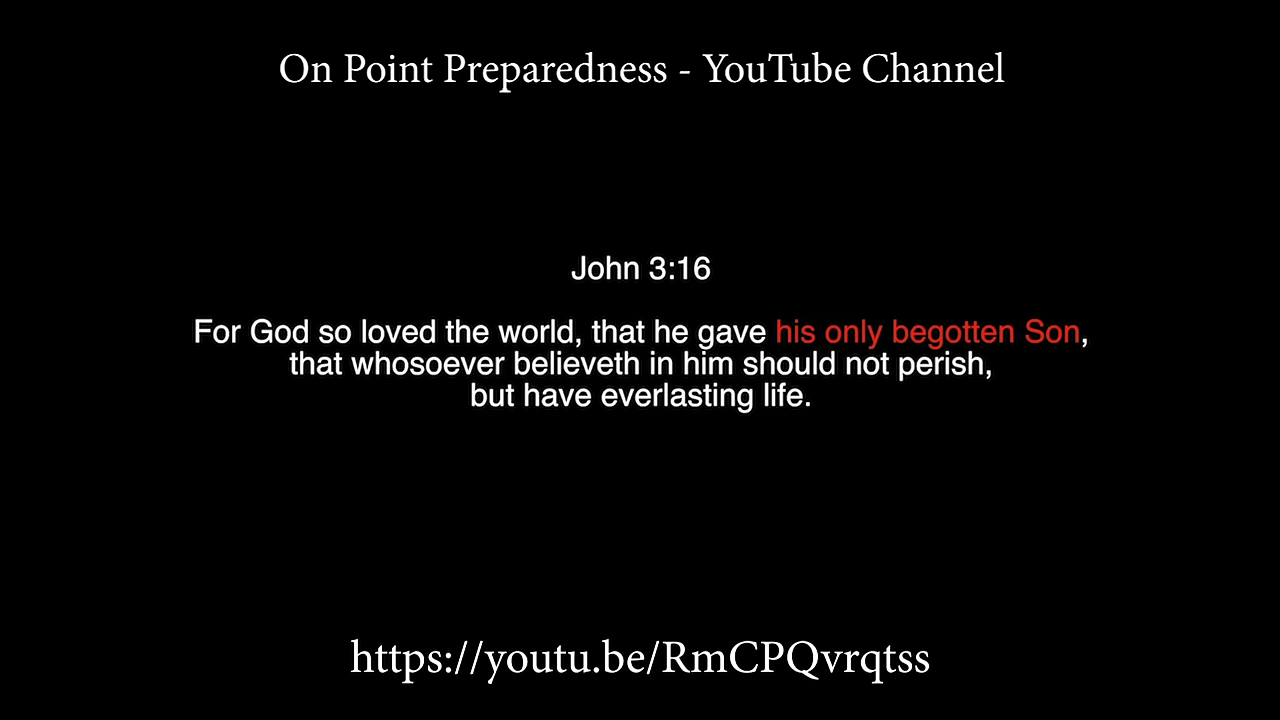 On Point Preparedness - YouTube Channel
John 3:16
For God so loved the world, that he gave his only begotten Son,
that whosoever believeth in him should not perish,
but have everlasting life.
https://youtu.be/RmCPQvrqtss